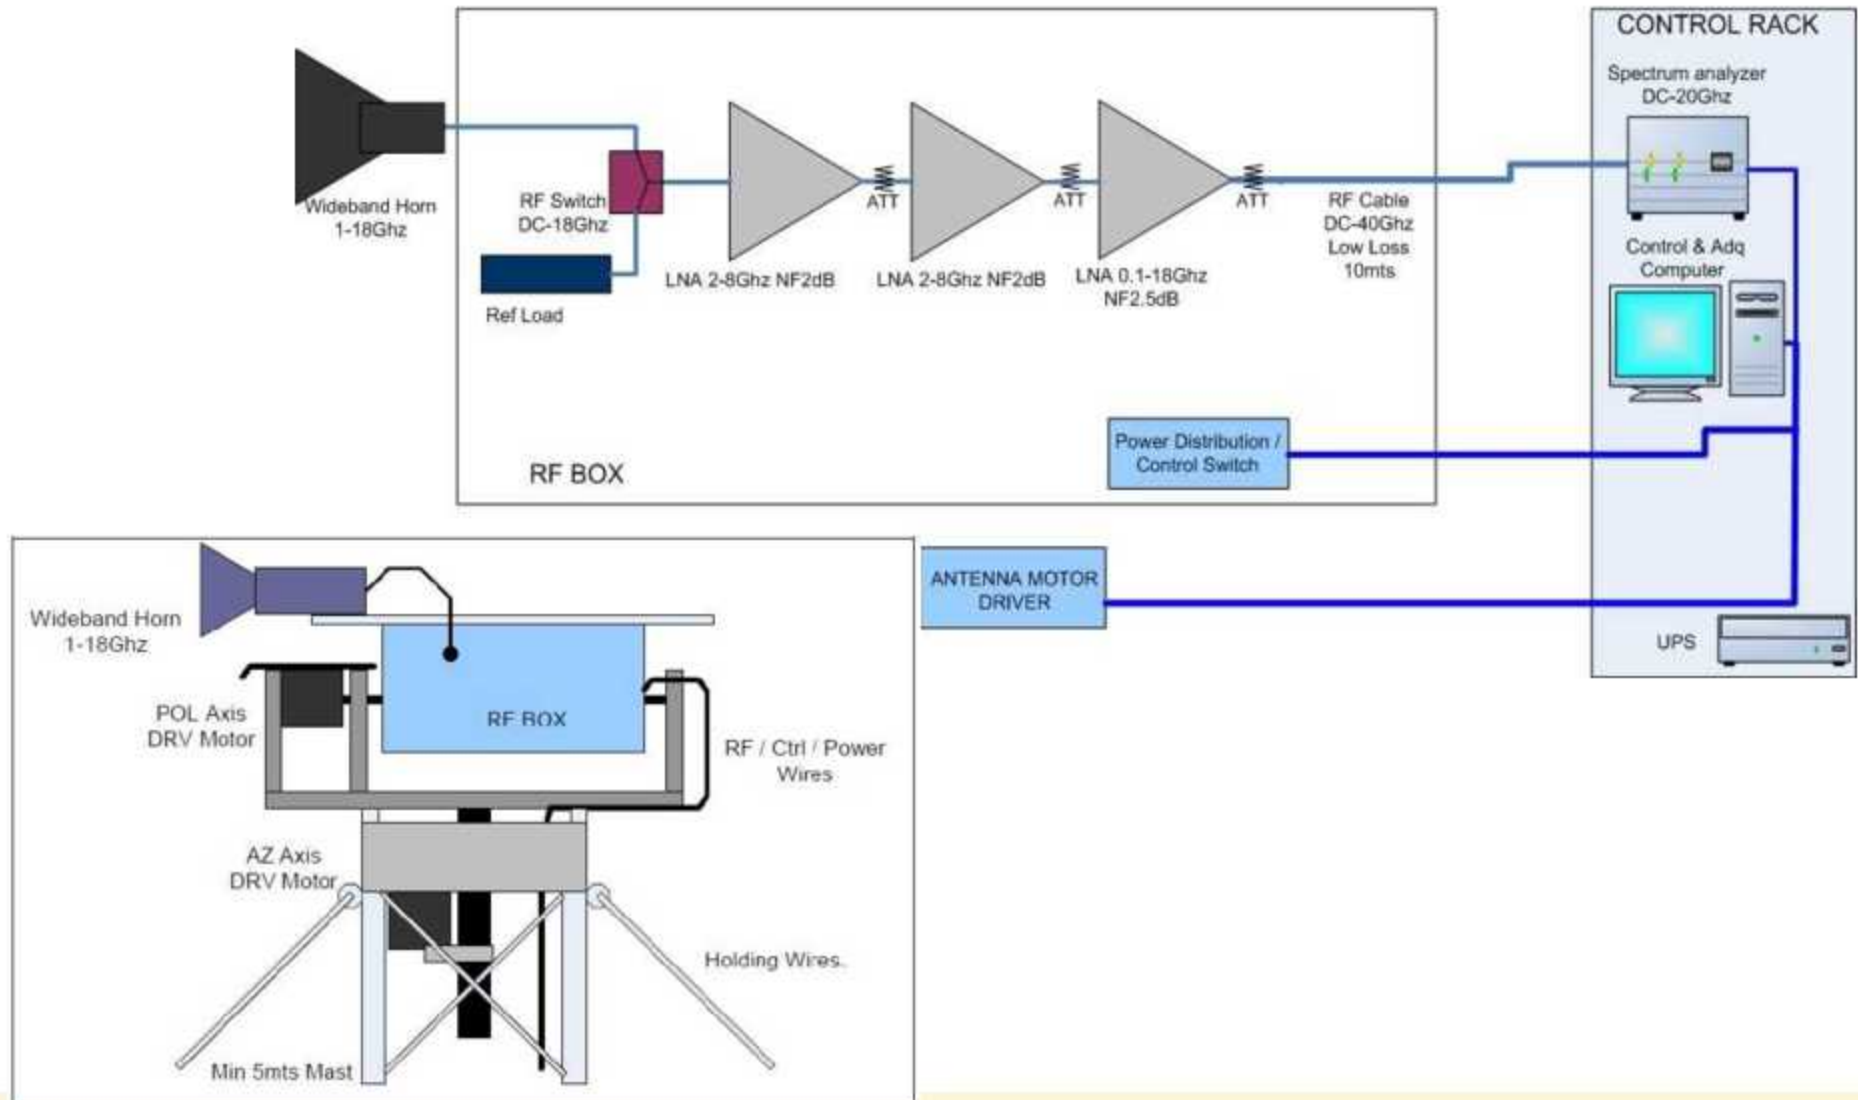 CONTROL RACK
Spectrum analyzer
DC-20Ghz
Wideband Horn
1-18Ghz
RF Switch
DC-18Ghz
ATT
ATT
ATT
RF Cable
DC-40Ghz
Low Loss
10mts
LNA 2-8Ghz NF2dB
LNA 2-8Ghz NF2dB
LNA 0.1-18Ghz
NF2.5dB
Ref Load
Control & Adq
Computer
Power Distribution /
Control Switch
RF BOX
ANTENNA MOTOR
DRIVER
UPS
Wideband Horn
1-18Ghz
POL Axis
DRV Motor
RF BOX
RF / Ctrl / Power
Wires
AZ Axis
DRV Motor
Holding Wires.
Min 5mts Mast